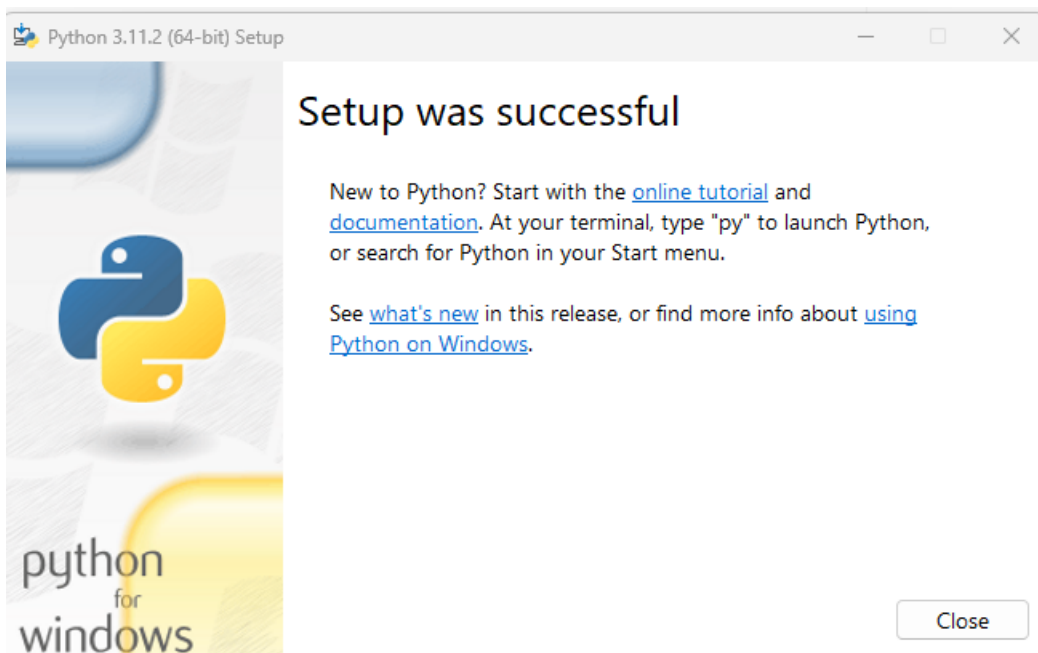 Python 3.11.2 (64-bit) Setup
Setup was successful
New to Python? Start with the online tutorial and
documentation. At your terminal, type "py" to launch Python,
or search for Python in your Start menu.
See what's new in this release, or find more info about using
Python on Windows.
python
for
windows
Close